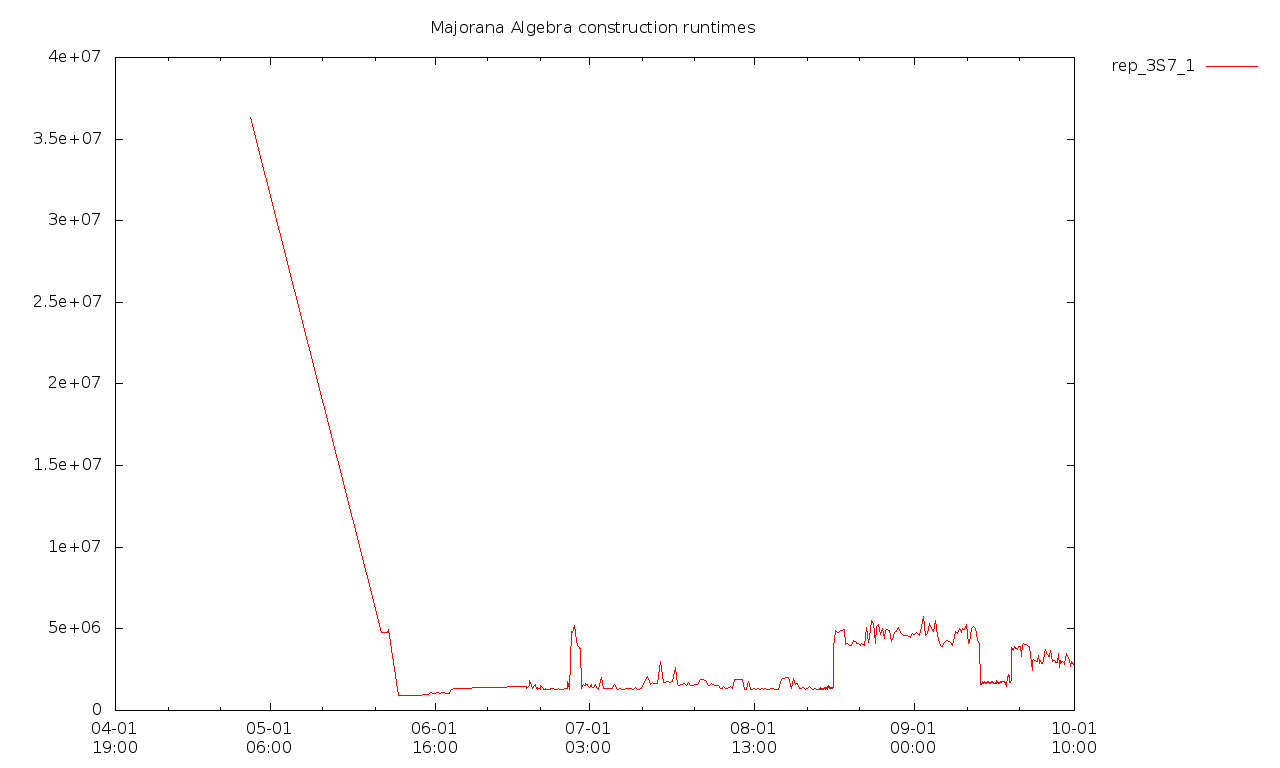 Majorana Algebra construction runtimes
rep_3S7_1
4e+07
3.5e+07
3e+07
2.5e+07
2e+07
1.5e+07
1e+07
5e+06
0
04-01 19:00
05-01 06:00
06-01 16:00
07-01 03:00
08-01 13:00
09-01 00:00
10-01 10:00